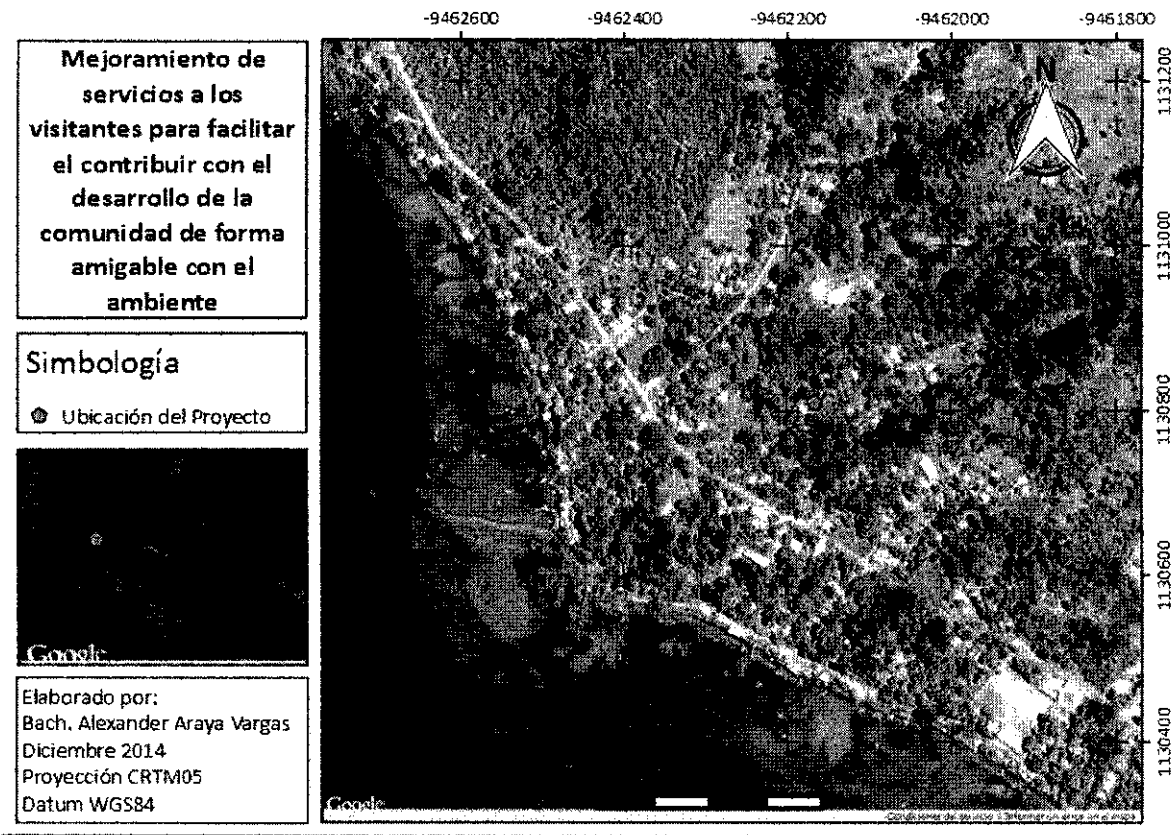 -9462600 -9462400 -9462200 -9462000 -9461800
Mejoramiento de
servicios a los
visitantes para facilitar
el contribuir con el
desarrollo de la
comunidad de forma
amigable con el
ambiente
Simbología
Ubicación del Proyecto
Google
Elaborado por:
Bach. Alexander Araya Vargas
Diciembre 2014
Proyección CRTM05
Datum WGS84
N
1131200
1131000
1130800
1130600
1130400
Google